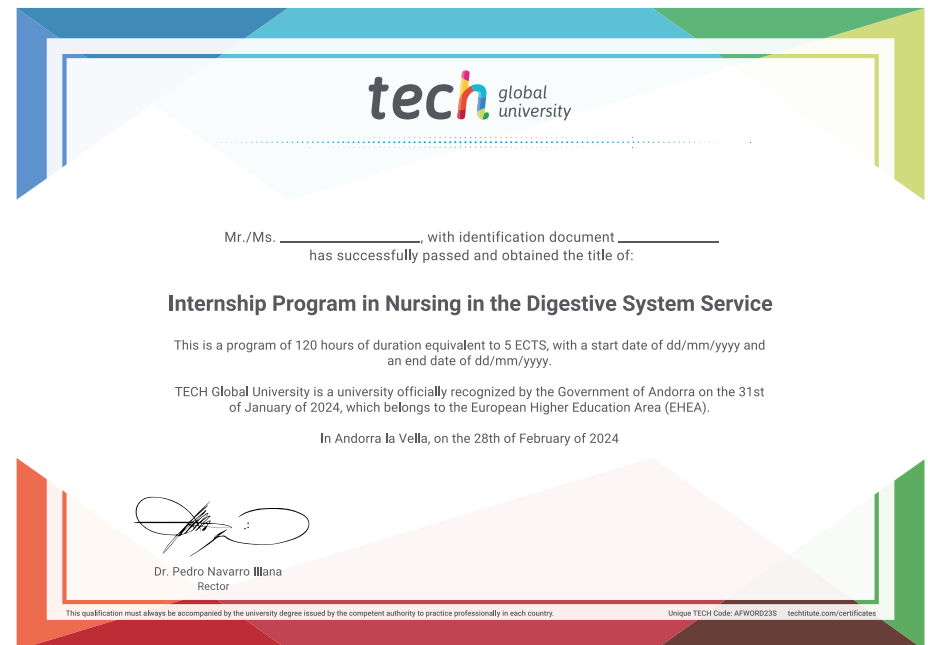 tech global university
Mr./Ms. ____________, with identification document ____________
has successfully passed and obtained the title of:
Internship Program in Nursing in the Digestive System Service
This is a program of 120 hours of duration equivalent to 5 ECTS, with a start date of dd/mm/yyyy and
an end date of dd/mm/yyyy.
TECH Global University is a university officially recognized by the Government of Andorra on the 31st
of January of 2024, which belongs to the European Higher Education Area (EHEA).
In Andorra la Vella, on the 28th of February of 2024
Dr. Pedro Navarro Illana
Rector
This qualification must always be accompanied by the university degree issued by the competent authority to practice professionally in each country. Unique TECH Code: AFWORD23S techtitute.com/certificates